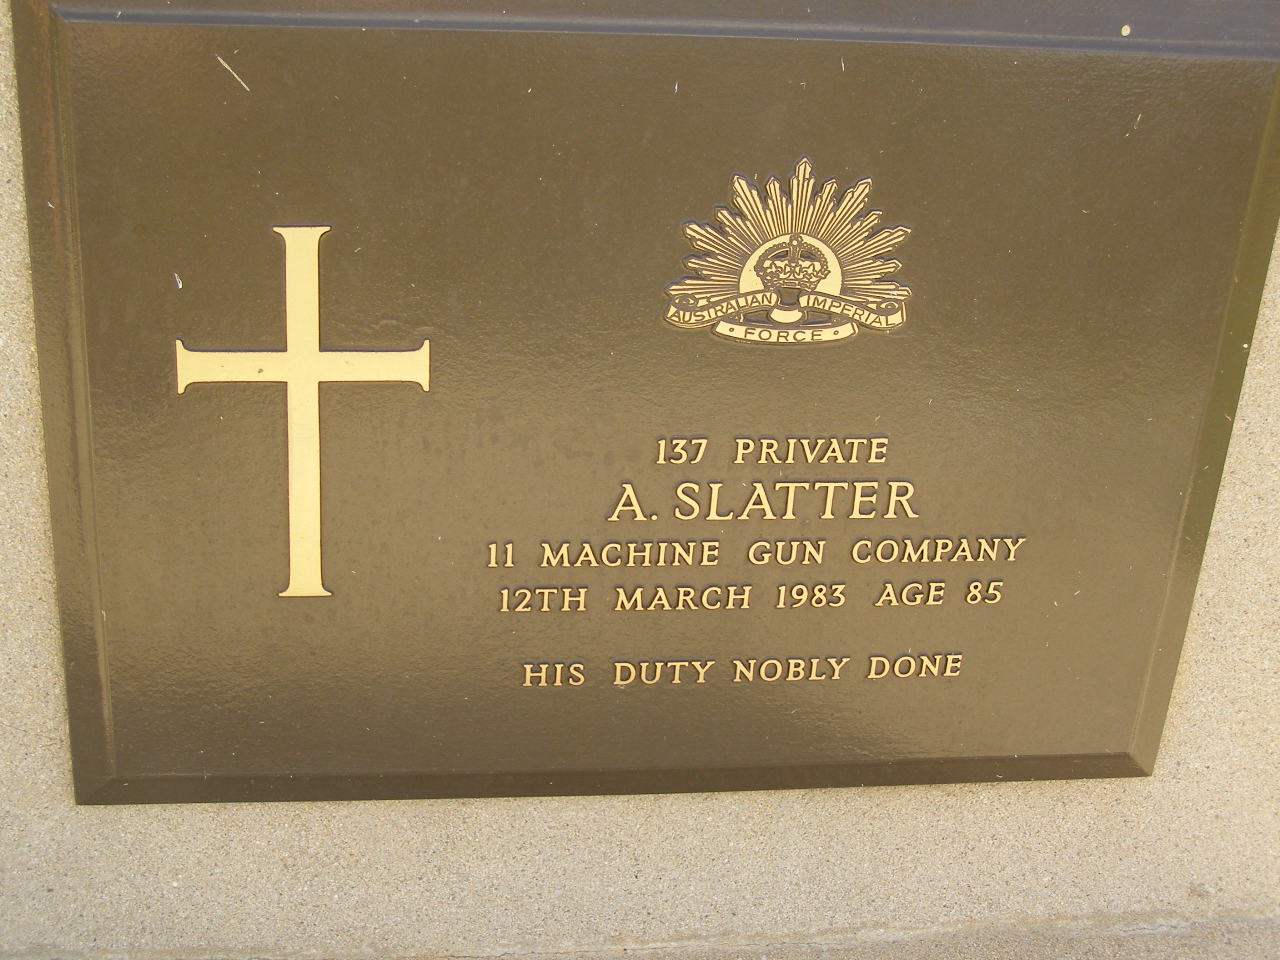 AUSTRALIAN IMPERIAL
FORCE
137 PRIVATE
A. SLATTER
11 MACHINE GUN COMPANY
12TH MARCH 1983 AGE 85
HIS DUTY NOBLY DONE